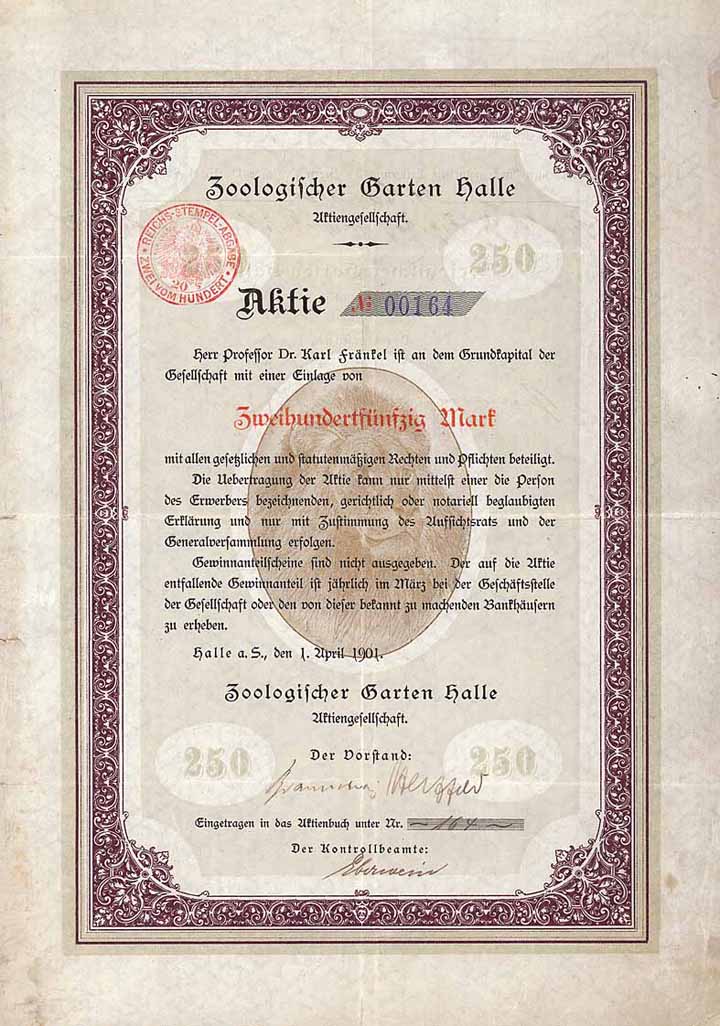 Zoologischer Garten Halle
Aktiengesellschaft.
REICHS-STEMPEL-ABGABE
ZWEI VOM HUNDERT
20
250
250
Aktie № 00164
Herr Professor Dr. Karl Fränkel ist an dem Grundkapital der
Gesellschaft mit einer Einlage von
Zweihundertfünfzig Mark
mit allen gesetzlichen und statutenmäßigen Rechten und Pflichten beteiligt.
Die Uebertragung der Aktie kann nur mittelst einer die Person
des Erwerbers bezeichnenden, gerichtlich oder notariell beglaubigten
Erklärung und nur mit Zustimmung des Aufsichtsrats und der
Generalversammlung erfolgen.
Gewinnanteilscheine sind nicht ausgegeben. Der auf die Aktie
entfallende Gewinnanteil ist jährlich im März bei der Geschäftsstelle
der Gesellschaft oder den von dieser bekannt zu machenden Bankhäusern
zu erheben.
Halle a. S., den 1. April 1901.
Zoologischer Garten Halle
Aktiengesellschaft.
250
250
Der Vorstand:
Hertzfeld
Eingetragen in das Aktienbuch unter Nr. 164
Der Kontrollbeamte:
Eberwein